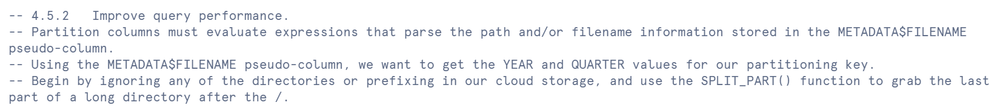 -- 4.5.2   Improve query performance.
-- Partition columns must evaluate expressions that parse the path and/or filename information stored in the METADATA$FILENAME
pseudo-column.
-- Using the METADATA$FILENAME pseudo-column, we want to get the YEAR and QUARTER values for our partitioning key.
-- Begin by ignoring any of the directories or prefixing in our cloud storage, and use the SPLIT_PART() function to grab the last
part of a long directory after the /.